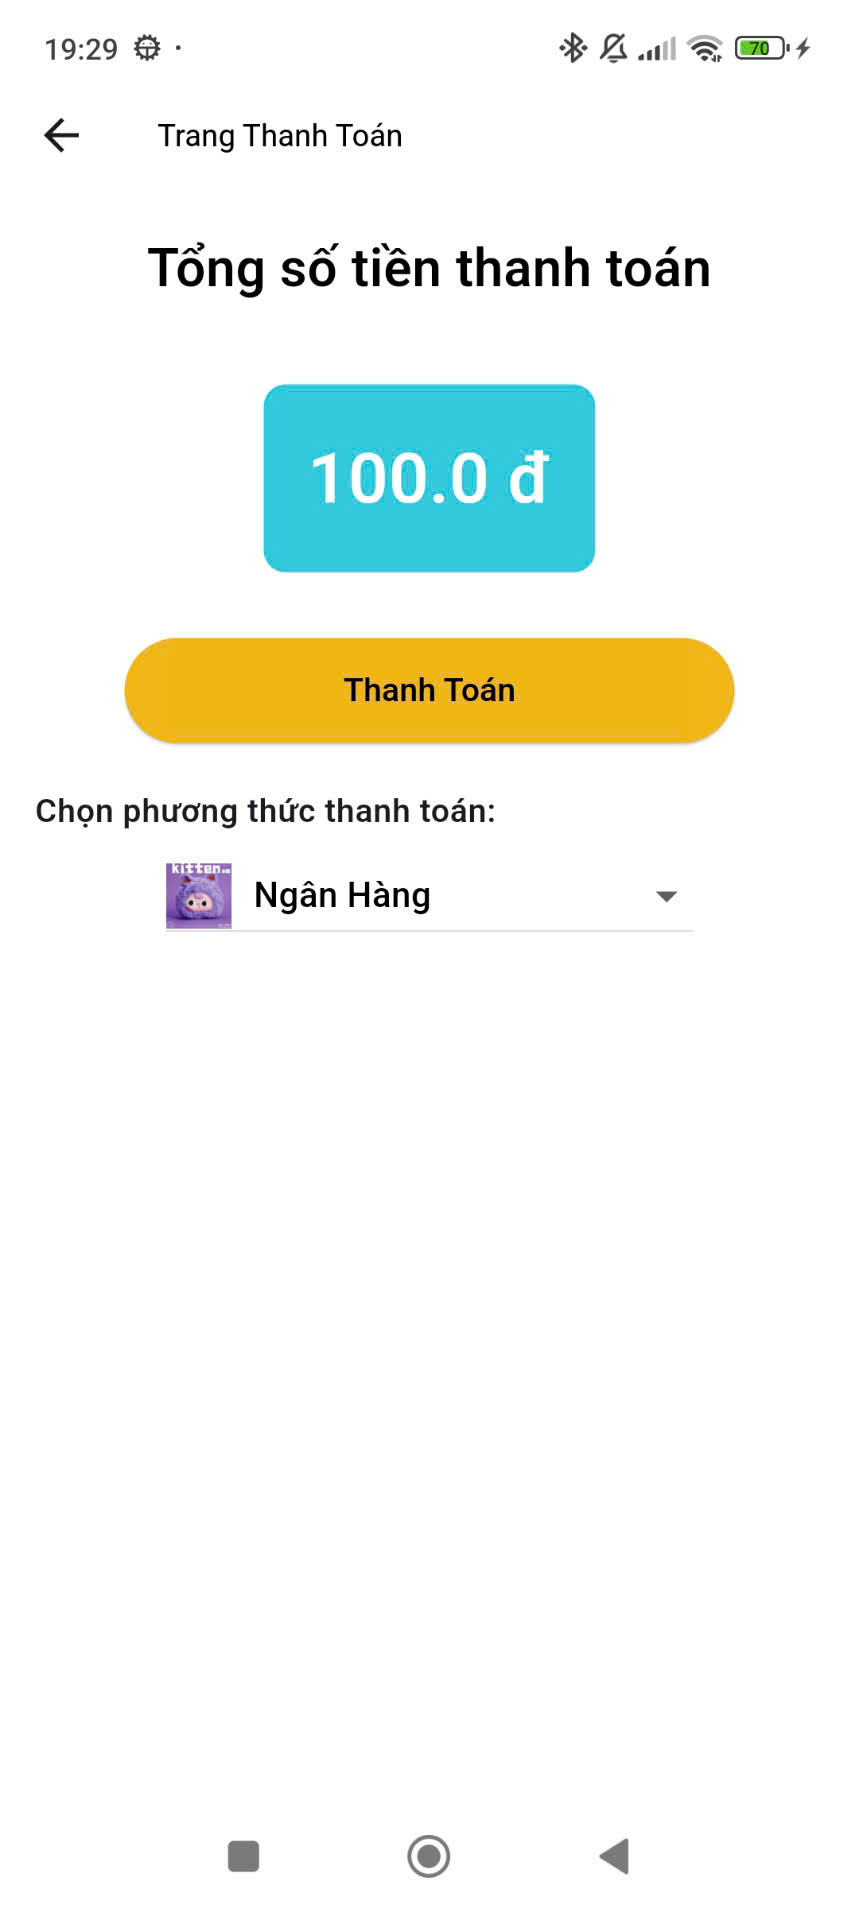 19:29
70
Trang Thanh Toán
Tổng số tiền thanh toán
100.0 đ
Thanh Toán
Chọn phương thức thanh toán:
kitten
Ngân Hàng